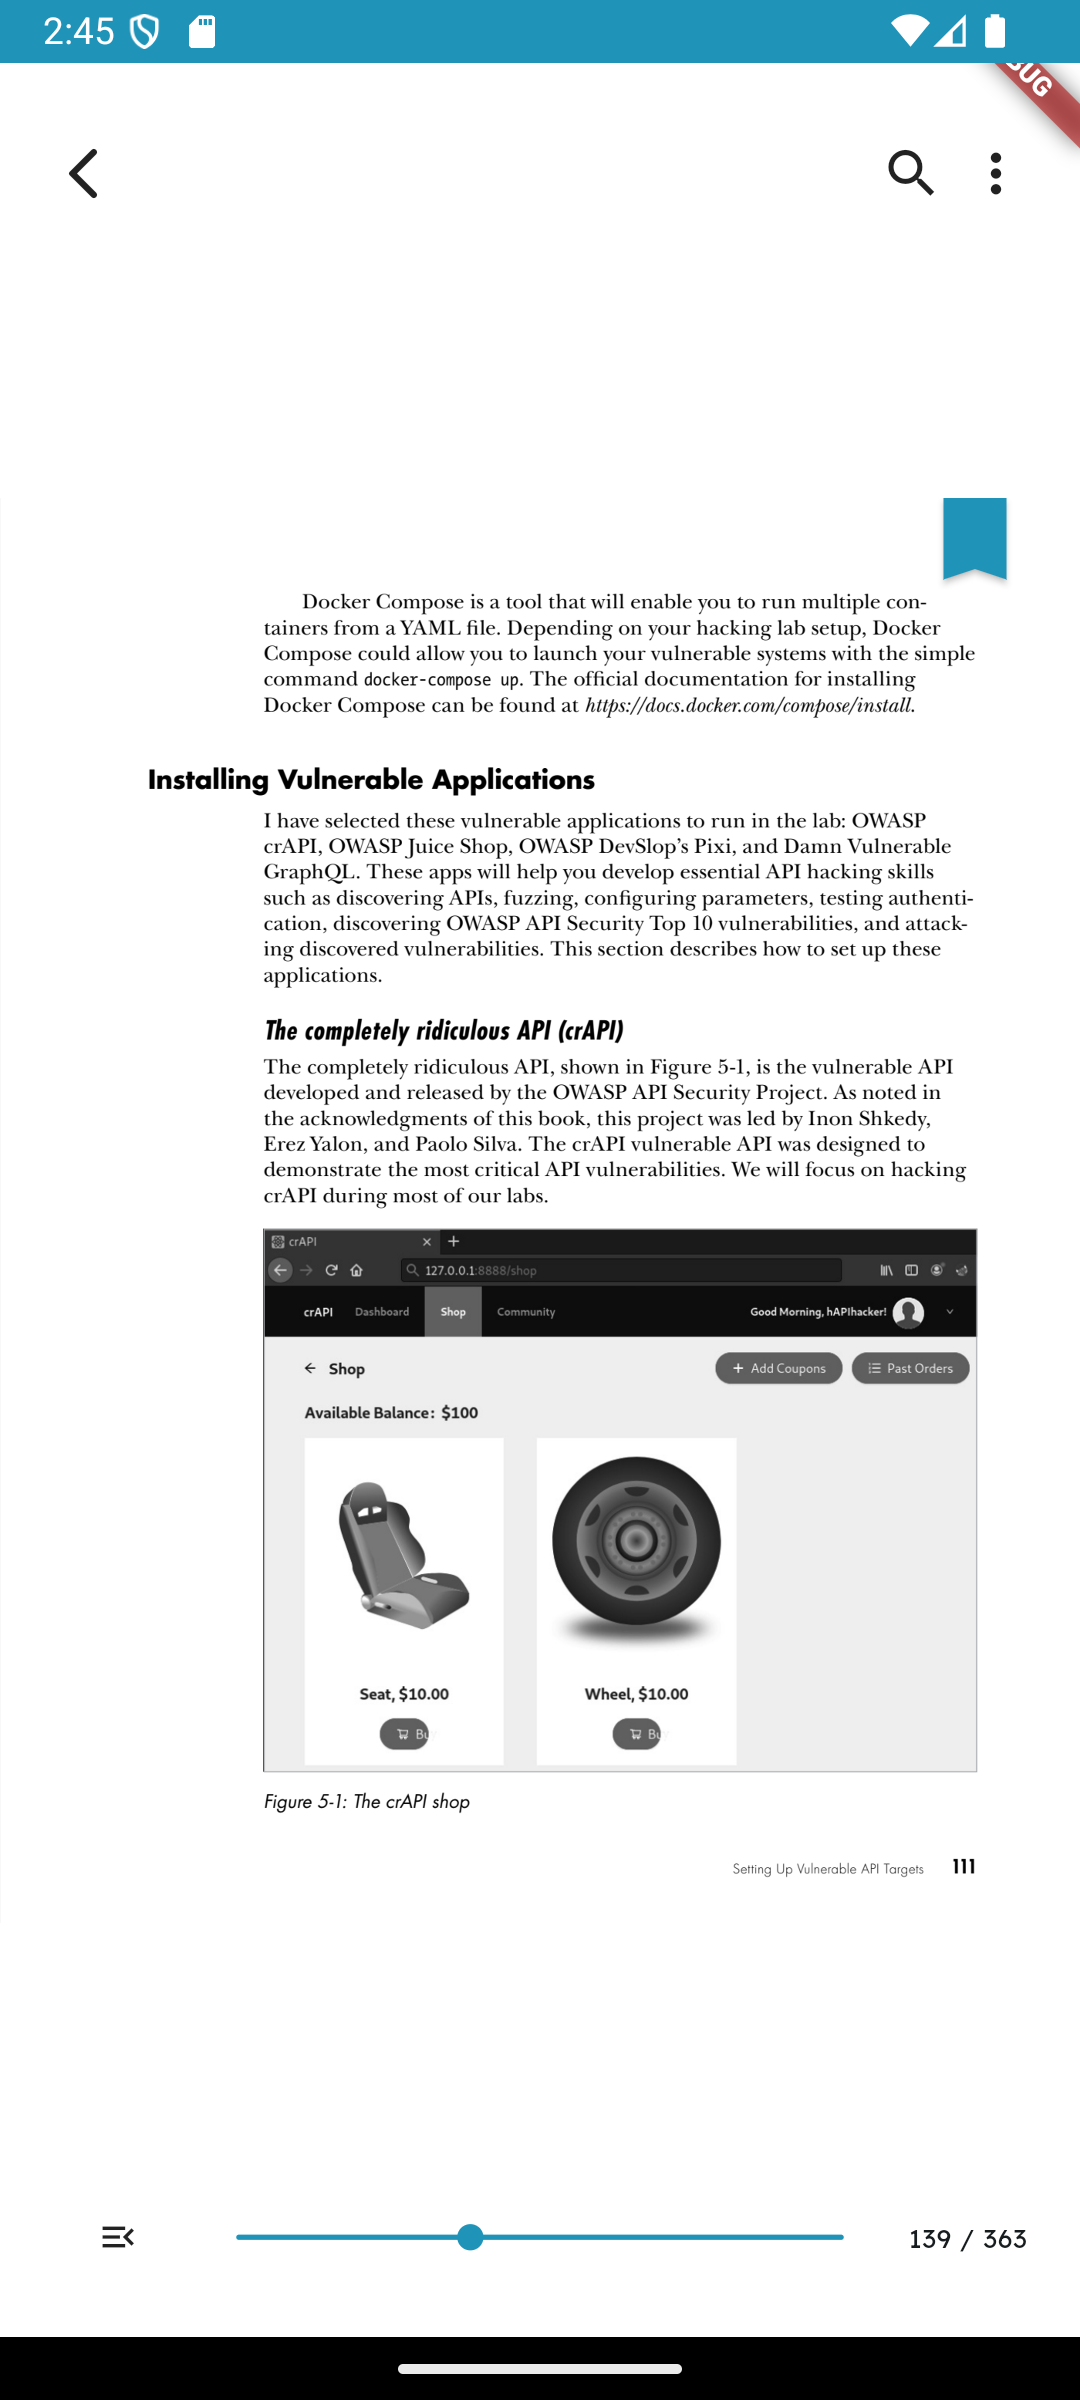 2:45
BUG
Docker Compose is a tool that will enable you to run multiple con-
tainers from a YAML file. Depending on your hacking lab setup, Docker
Compose could allow you to launch your vulnerable systems with the simple
command docker-compose up. The official documentation for installing
Docker Compose can be found at https://docs.docker.com/compose/install.
Installing Vulnerable Applications
I have selected these vulnerable applications to run in the lab: OWASP
crAPI, OWASP Juice Shop, OWASP DevSlop’s Pixi, and Damn Vulnerable
GraphQL. These apps will help you develop essential API hacking skills
such as discovering APIs, fuzzing, configuring parameters, testing authenti-
cation, discovering OWASP API Security Top 10 vulnerabilities, and attack-
ing discovered vulnerabilities. This section describes how to set up these
applications.
The completely ridiculous API (crAPI)
The completely ridiculous API, shown in Figure 5-1, is the vulnerable API
developed and released by the OWASP API Security Project. As noted in
the acknowledgments of this book, this project was led by Inon Shkedy,
Erez Yalon, and Paolo Silva. The crAPI vulnerable API was designed to
demonstrate the most critical API vulnerabilities. We will focus on hacking
crAPI during most of our labs.
crAPI
127.0.0.1:8888/shop
crAPI Dashboard Shop Community Good Morning, hAPIhacker!
Shop + Add Coupons Past Orders
Available Balance: $100
Seat, $10.00 Wheel, $10.00
Bu Bu
Figure 5-1: The crAPI shop
Setting Up Vulnerable API Targets 111
139 / 363